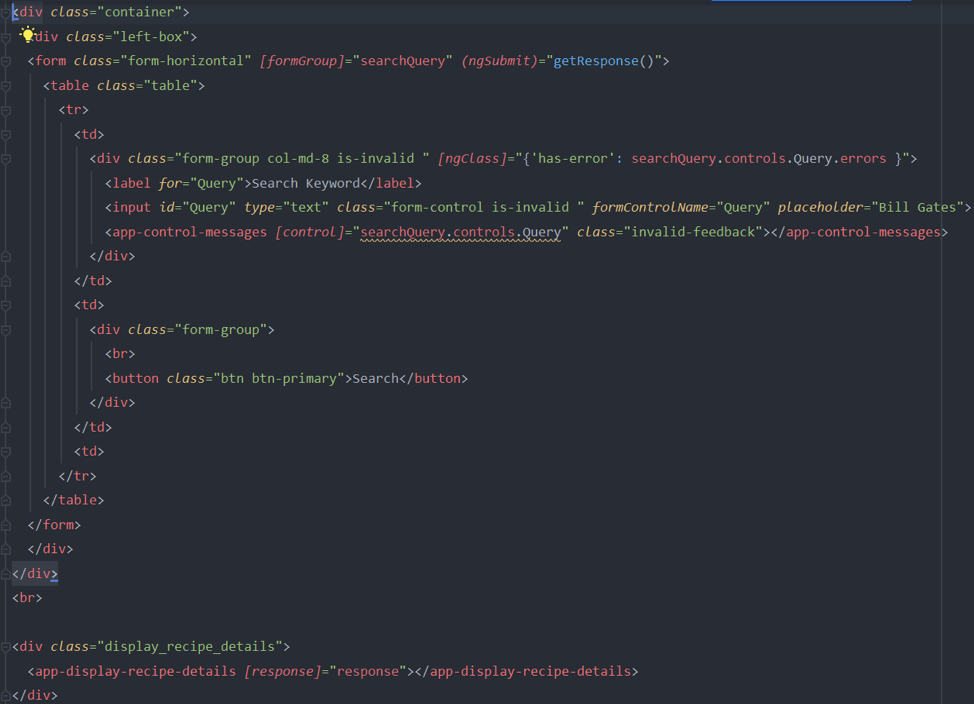 <div class="container">
div class="left-box">
<form class="form-horizontal" [formGroup]="searchQuery" (ngSubmit)="getResponse()">
<table class="table">
<tr>
<td>
<div class="form-group col-md-8 is-invalid " [ngClass]="{'has-error': searchQuery.controls.Query.errors }">
<label for="Query">Search Keyword</label>
<input id="Query" type="text" class="form-control is-invalid " formControlName="Query" placeholder="Bill Gates">
<app-control-messages [control]="searchQuery.controls.Query" class="invalid-feedback"></app-control-messages>
</div>
</td>
<td>
<div class="form-group">
<br>
<button class="btn btn-primary">Search</button>
</div>
</td>
<td>
</tr>
</table>
</form>
</div>
</div>
<br>
<div class="display_recipe_details">
<app-display-recipe-details [response]="response"></app-display-recipe-details>
</div>